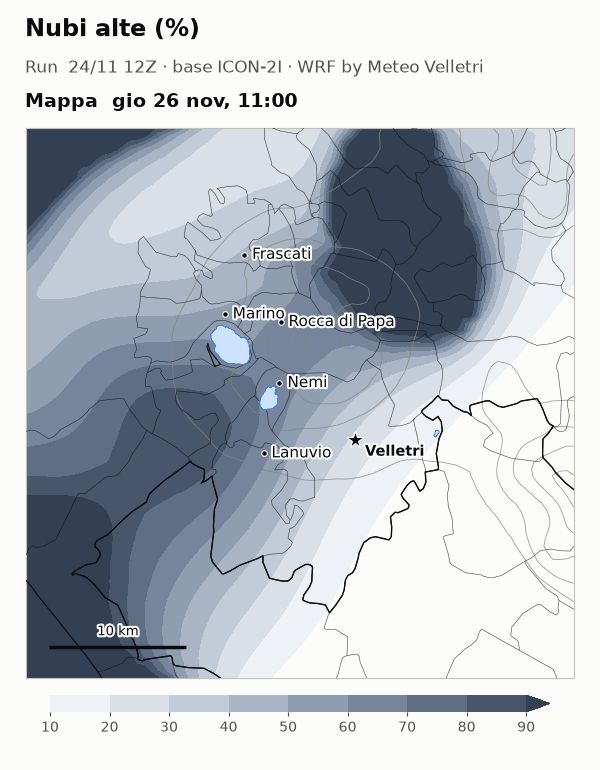 Nubi alte (%)
Run 24/11 12Z · base ICON-2I · WRF by Meteo Velletri
Mappa gio 26 nov, 11:00
Frascati
Marino
Rocca di Papa
Nemi
Velletri
Lanuvio
10 km
10 20 30 40 50 60 70 80 90